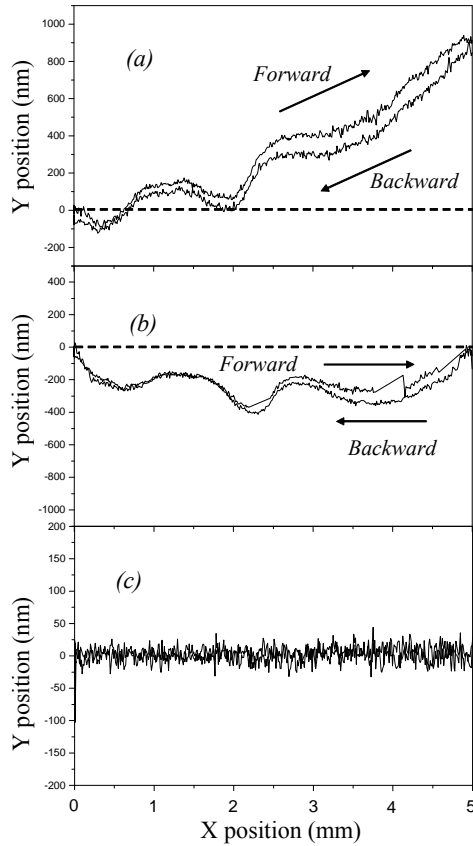 1000
(a)
800
Forward
600
400
200
Backward
0
-200
Y position (nm)
400
(b)
200
0
Forward
-200
-400
Backward
-600
-800
-1000
Y position (nm)
200
150
(c)
100
50
0
-50
-100
-150
-200
Y position (nm)
0 1 2 3 4 5
X position (mm)